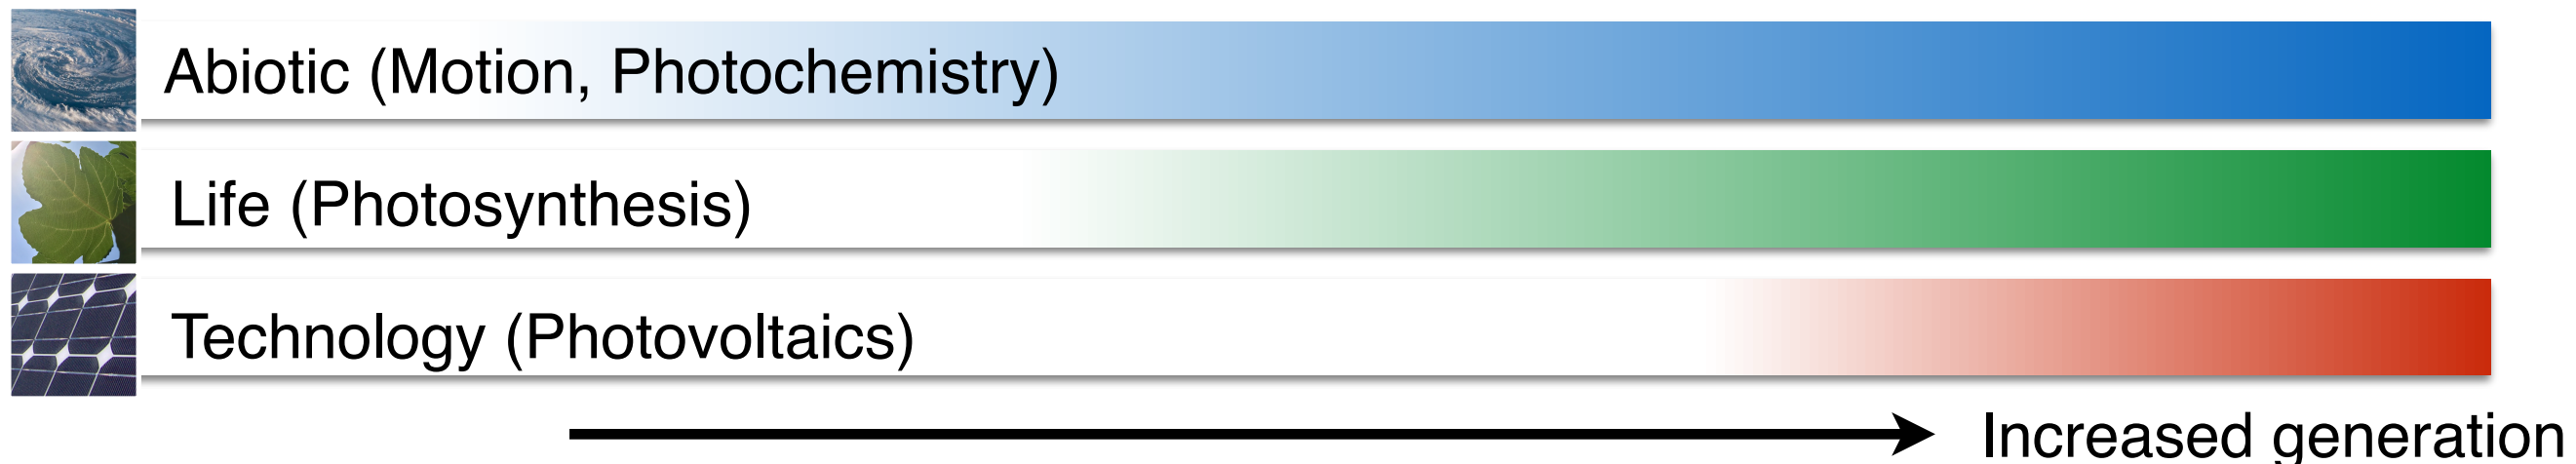 Abiotic (Motion, Photochemistry)
Life (Photosynthesis)
Technology (Photovoltaics)
Increased generation